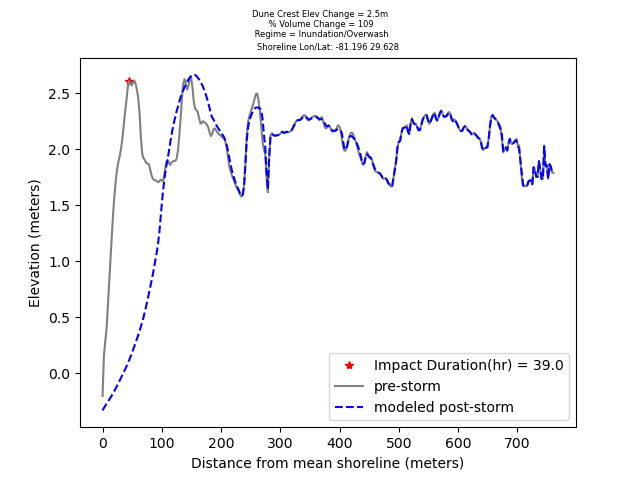 Dune Crest Elev Change = 2.5m
% Volume Change = 109
Regime = Inundation/Overwash
Shoreline Lon/Lat: -81.196 29.628
2.5
2.0
1.5
1.0
0.5
0.0
Elevation (meters)
Impact Duration(hr) = 39.0
pre-storm
modeled post-storm
0 100 200 300 400 500 600 700
Distance from mean shoreline (meters)